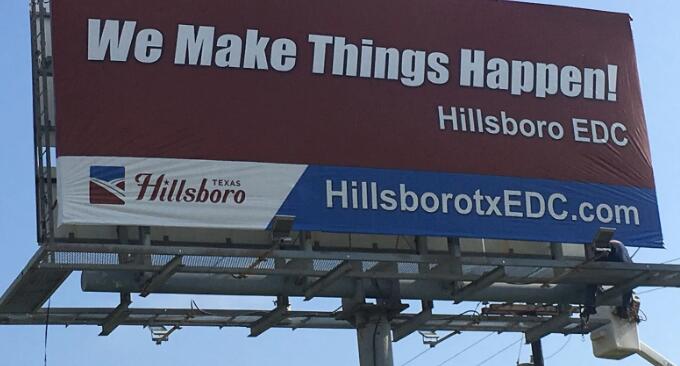 We Make Things Happen!
Hillsboro EDC
TEXAS
Hillsboro
HillsborotxEDC.com